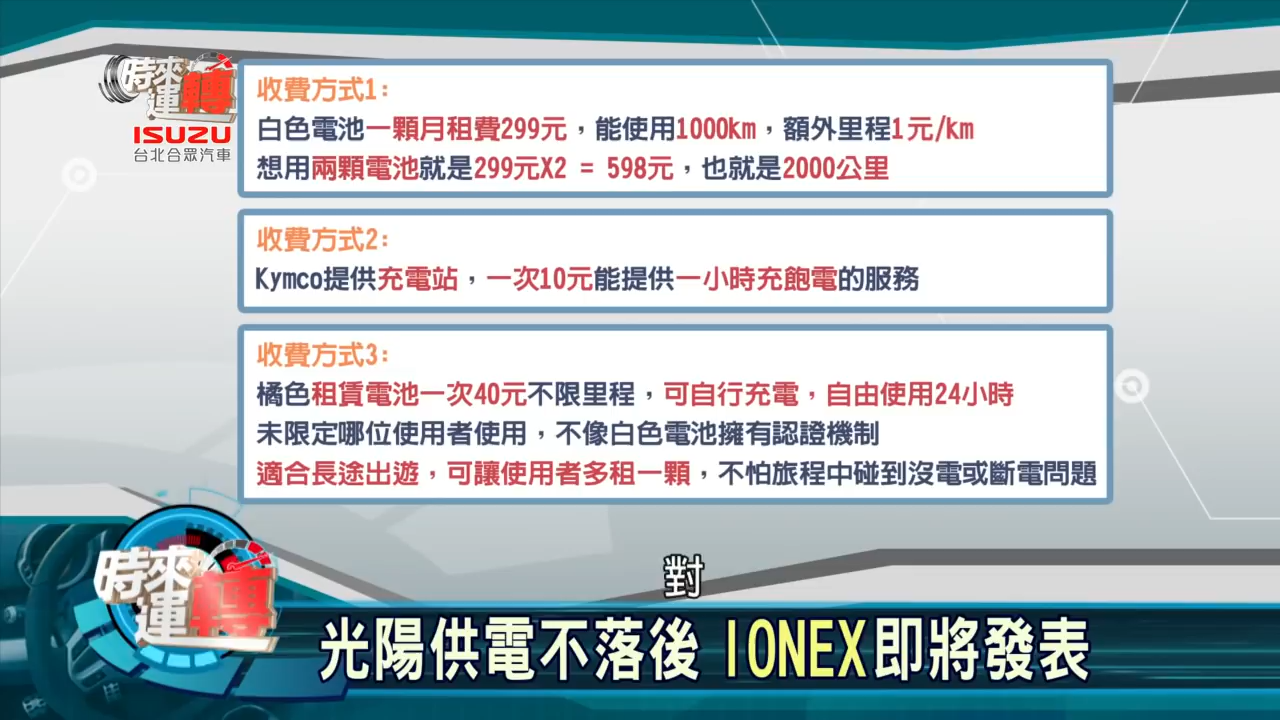 時來運轉
ISUZU
台北合眾汽車
收費方式1:
白色電池一顆月租費299元，能使用1000km，額外里程1元/km
想用兩顆電池就是299元X2 = 598元，也就是2000公里
收費方式2:
Kymco提供充電站，一次10元能提供一小時充飽電的服務
收費方式3:
橘色租賃電池一次40元不限里程，可自行充電，自由使用24小時
未限定哪位使用者使用，不像白色電池擁有認證機制
適合長途出遊，可讓使用者多租一顆，不怕旅程中碰到沒電或斷電問題
對
時來運轉
光陽供電不落後 IONEX即將發表